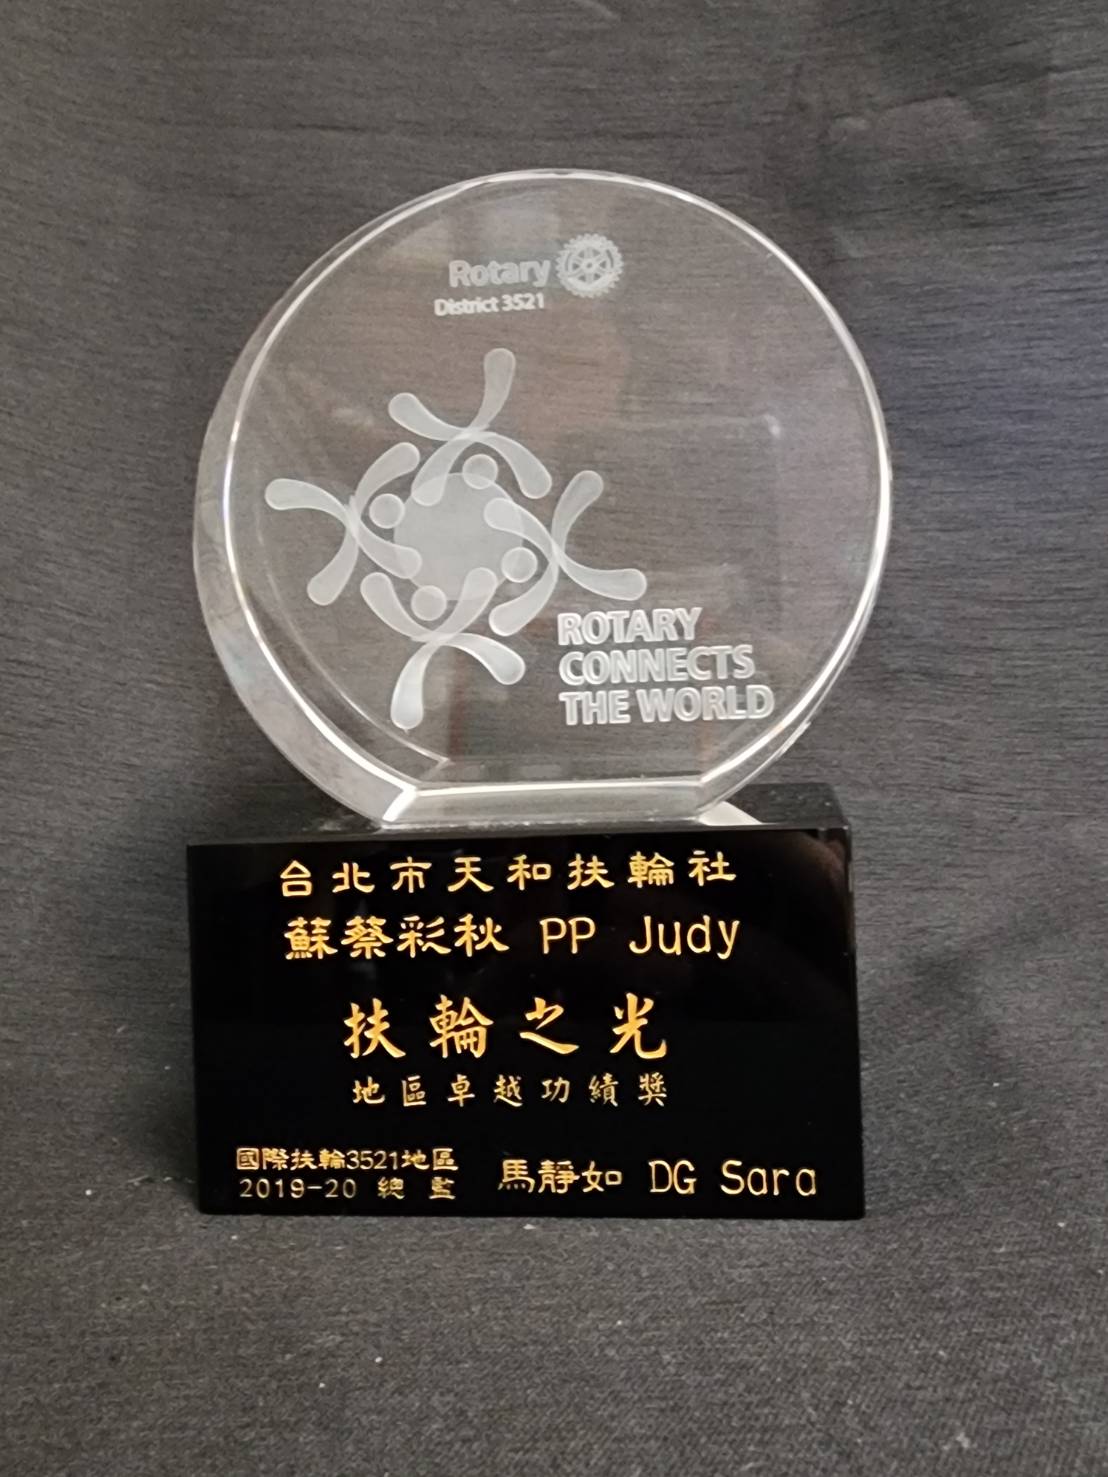 Rotary
District 3521
ROTARY
CONNECTS
THE WORLD
台北市天和扶輪社
蘇蔡彩秋 PP Judy
扶輪之光
地區卓越功績獎
國際扶輪3521地區
2019-20 總監 馬靜如 DG Sara